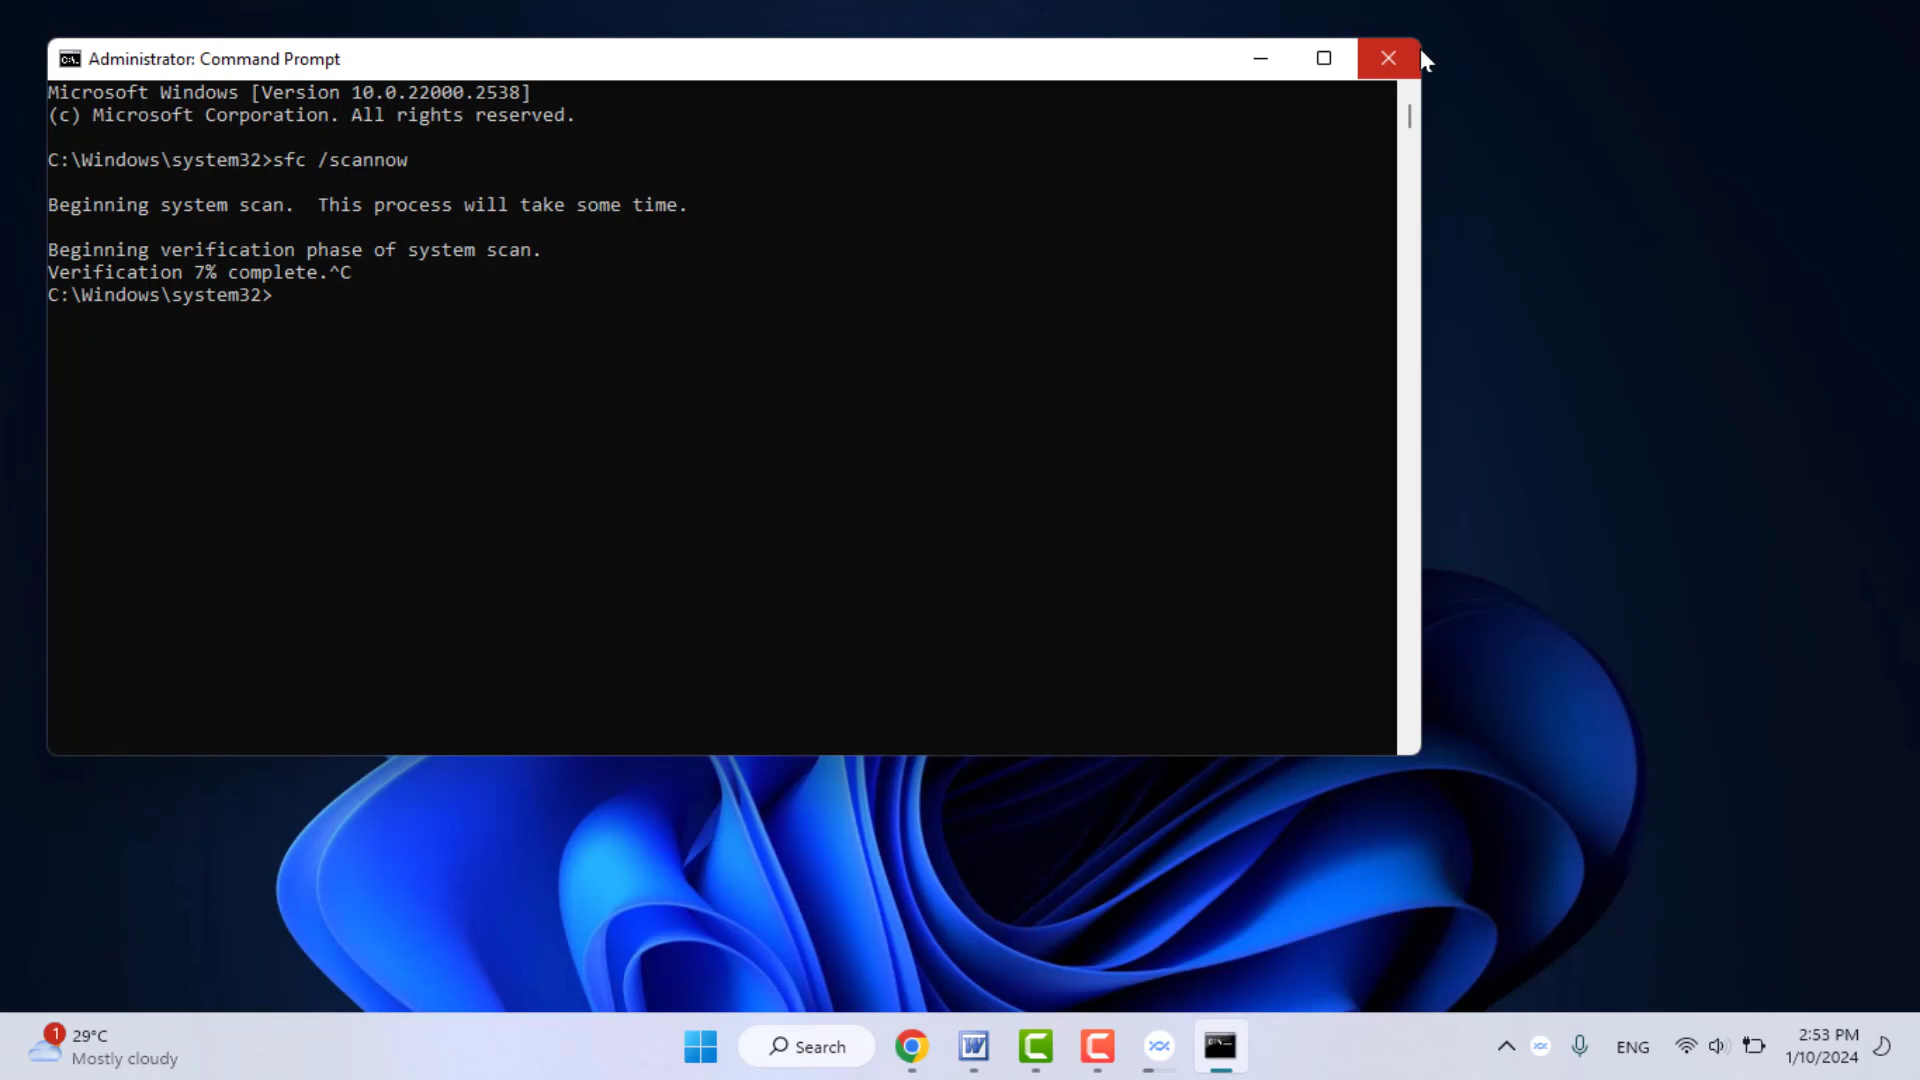 Administrator: Command Prompt
Microsoft Windows [Version 10.0.22000.2538]
(c) Microsoft Corporation. All rights reserved.
C:\Windows\system32>sfc /scannow
Beginning system scan.  This process will take some time.
Beginning verification phase of system scan.
Verification 7% complete.^C
C:\Windows\system32>
1
29°C
Mostly cloudy
Search
ENG
2:53 PM
1/10/2024